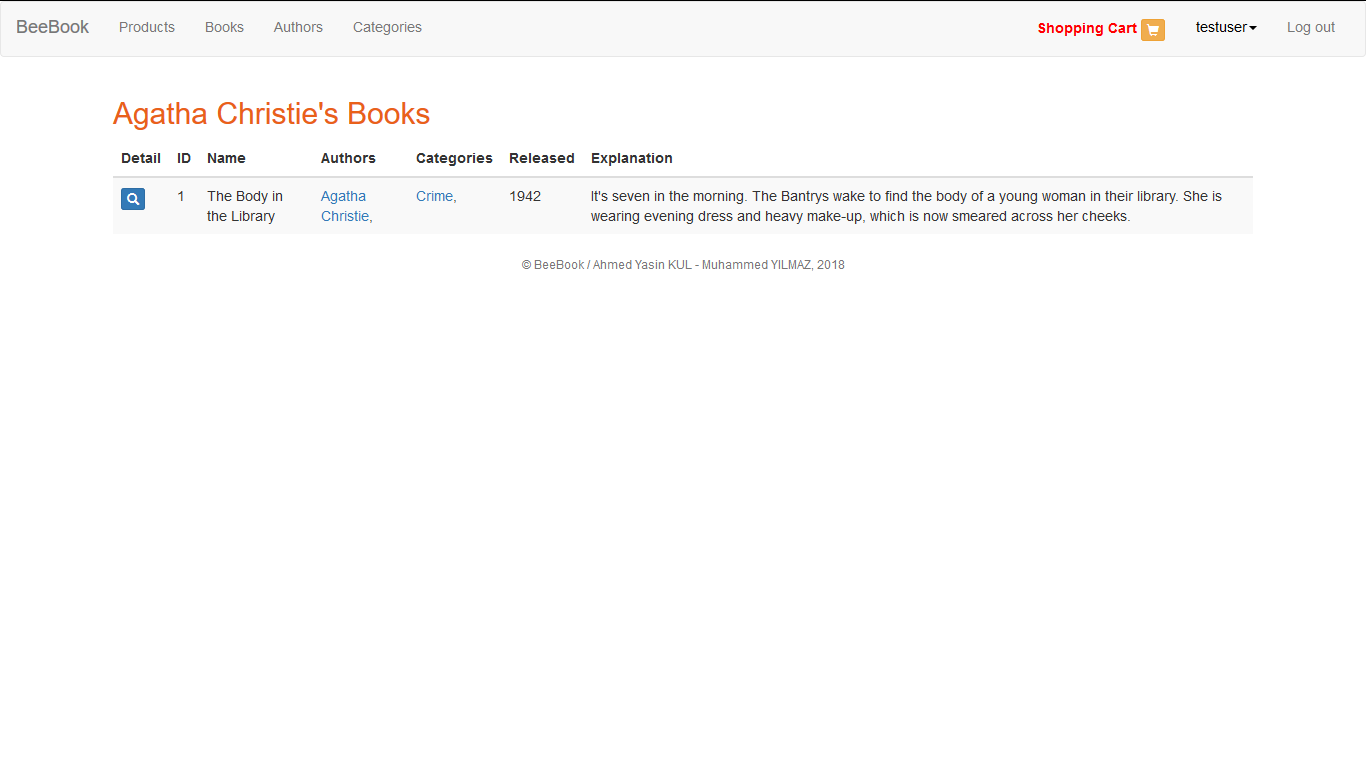 BeeBook Products Books Authors Categories Shopping Cart testuser Log out
Agatha Christie's Books
Detail ID Name Authors Categories Released Explanation
1 The Body in Agatha Crime, 1942 It's seven in the morning. The Bantrys wake to find the body of a young woman in their library. She is
the Library Christie, wearing evening dress and heavy make-up, which is now smeared across her cheeks.
© BeeBook / Ahmed Yasin KUL - Muhammed YILMAZ, 2018